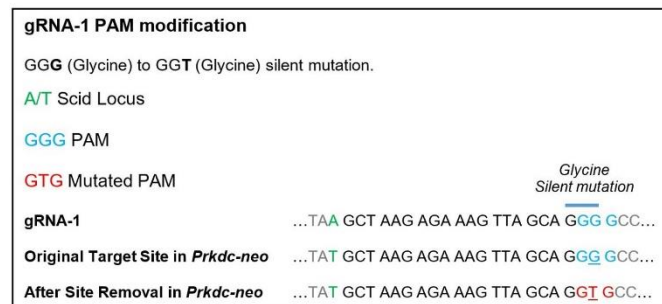 gRNA-1 PAM modification
GGG (Glycine) to GGT (Glycine) silent mutation.
A/T Scid Locus
GGG PAM
GTG Mutated PAM
Glycine
Silent mutation
gRNA-1 ...TAA GCT AAG AGA AAG TTA GCA GGG GCC...
Original Target Site in Prkdc-neo ...TAT GCT AAG AGA AAG TTA GCA GGG GCC...
After Site Removal in Prkdc-neo ...TAT GCT AAG AGA AAG TTA GCA GGT GCC...